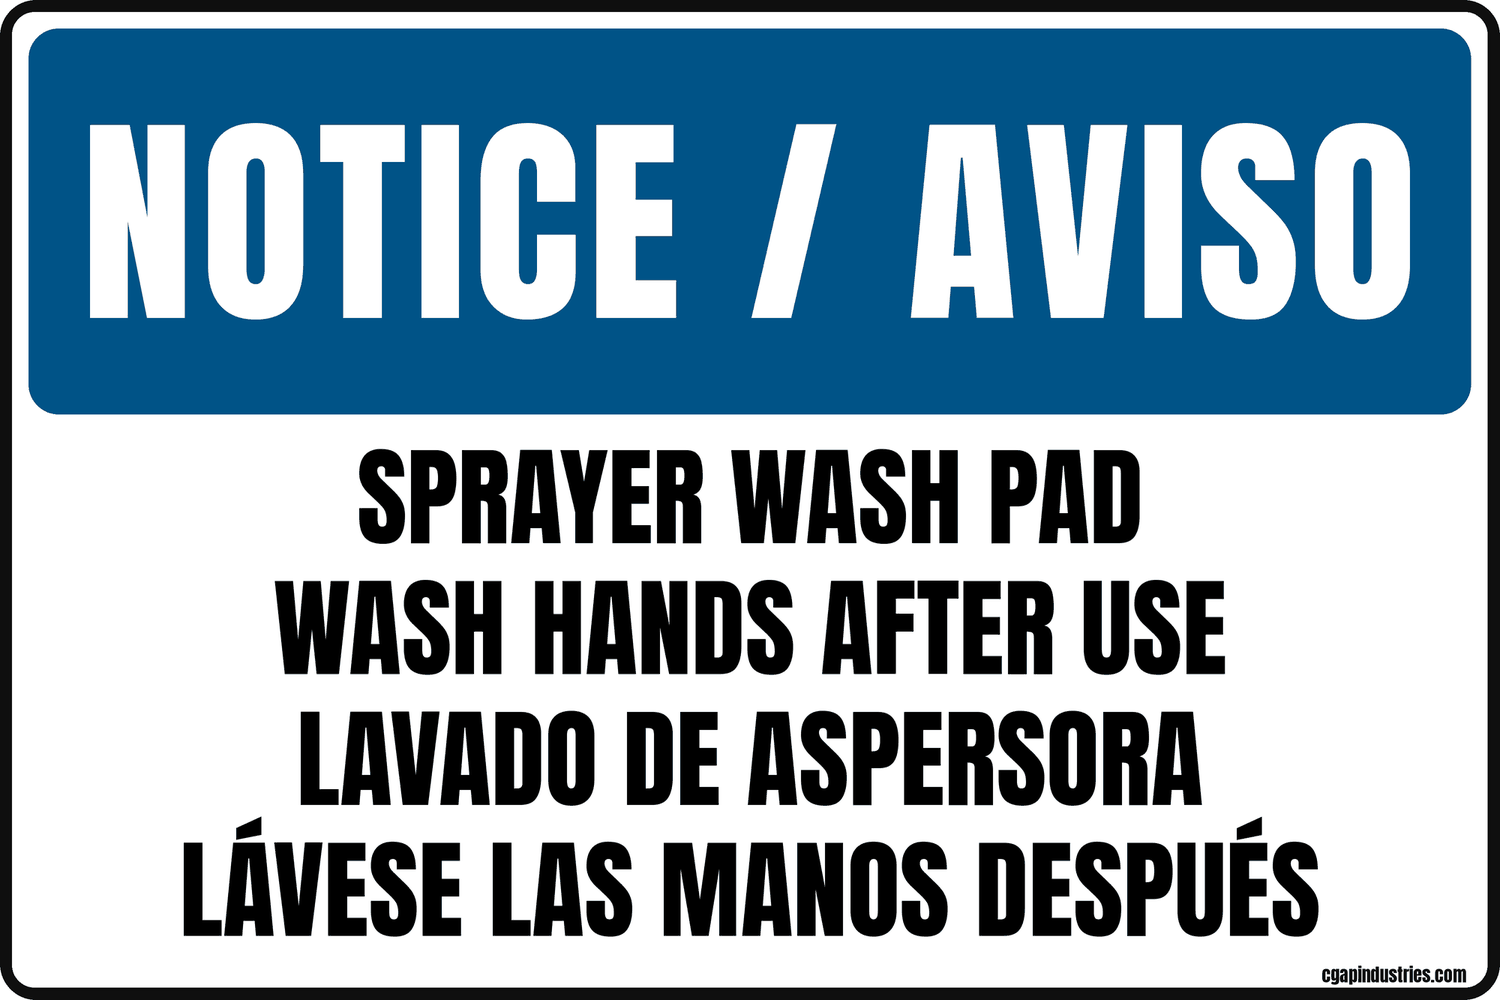 NOTICE / AVISO
SPRAYER WASH PAD
WASH HANDS AFTER USE
LAVADO DE ASPERSORA
LÁVESE LAS MANOS DESPUÉS
cgapindustries.com